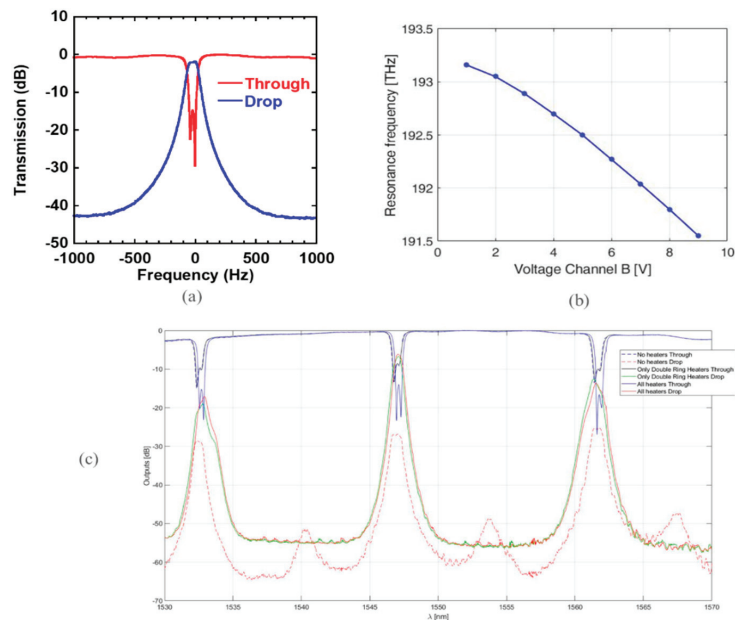 10
0
-10
-20
-30
-40
-50
Transmission (dB)
Through
Drop
-1000 -500 0 500 1000
Frequency (Hz)
(a)
193.5
193
192.5
192
191.5
Resonance frequency [THz]
0 2 4 6 8 10
Voltage Channel B [V]
(b)
0
-10
-20
-30
-40
-50
-60
-70
Outputs [dB]
No heaters Through
No heaters Drop
Only Double Ring Heaters Through
Only Double Ring Heaters Drop
All heaters Through
All heaters Drop
(c)
1530 1535 1540 1545 1550 1555 1560 1565 1570
λ [nm]